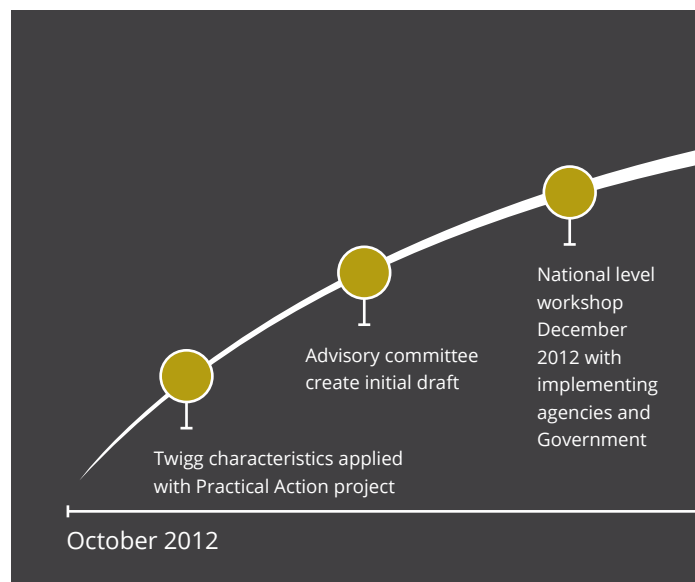 Twigg characteristics applied
with Practical Action project
Advisory committee
create initial draft
National level
workshop
December
2012 with
implementing
agencies and
Government
October 2012